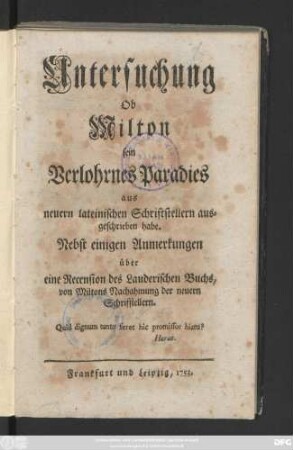 Untersuchung
Ob
Milton
sein
Verlohrnes Paradies
aus
neuern lateinischen Schriftstellern aus-
geschrieben habe.
Nebst einigen Anmerkungen
über
eine Recension des Lauderischen Buchs,
von Miltons Nachahmung der neuern
Schriftstellern.
Quid dignum tanto feret hic promissor hiatu?
Horat.
Frankfurt und Leipzig, 1753.